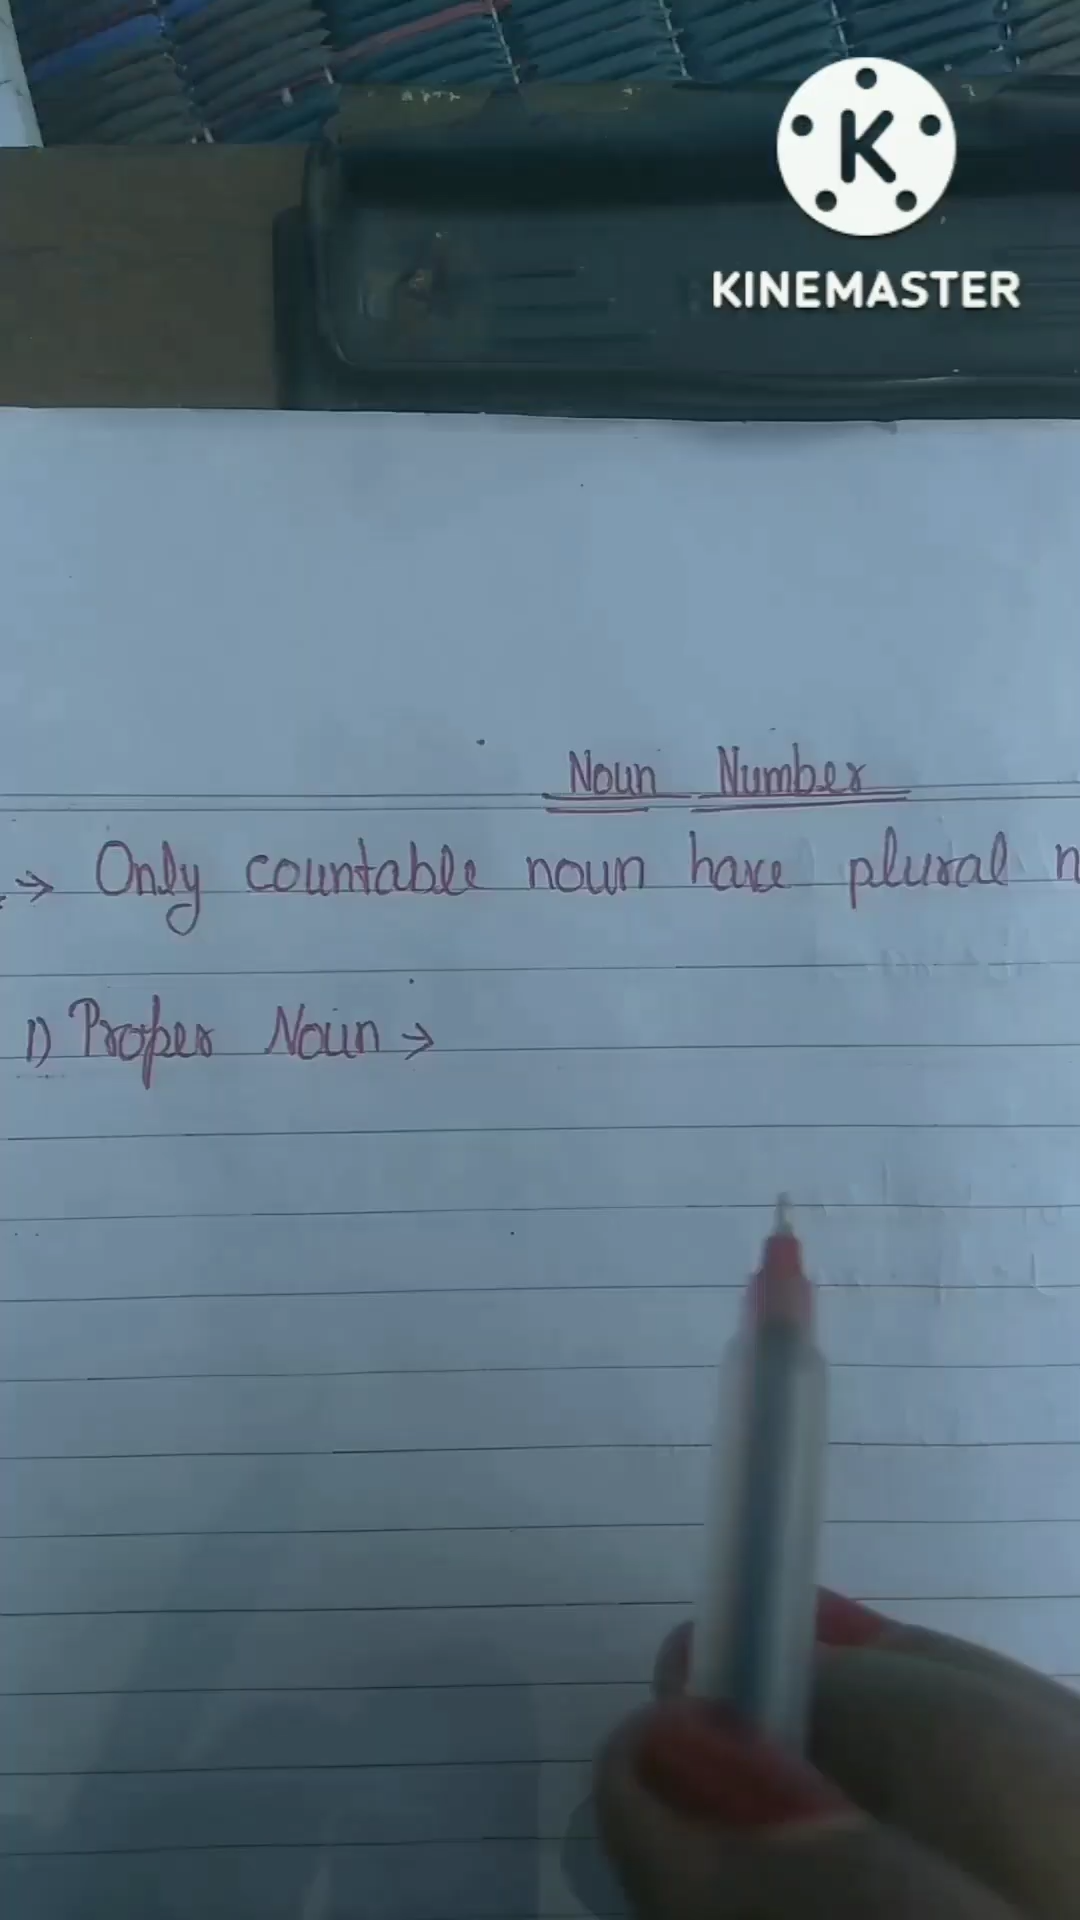 KINEMASTER
Noun Number
→ Only countable noun have plural n
1) Proper Noun →